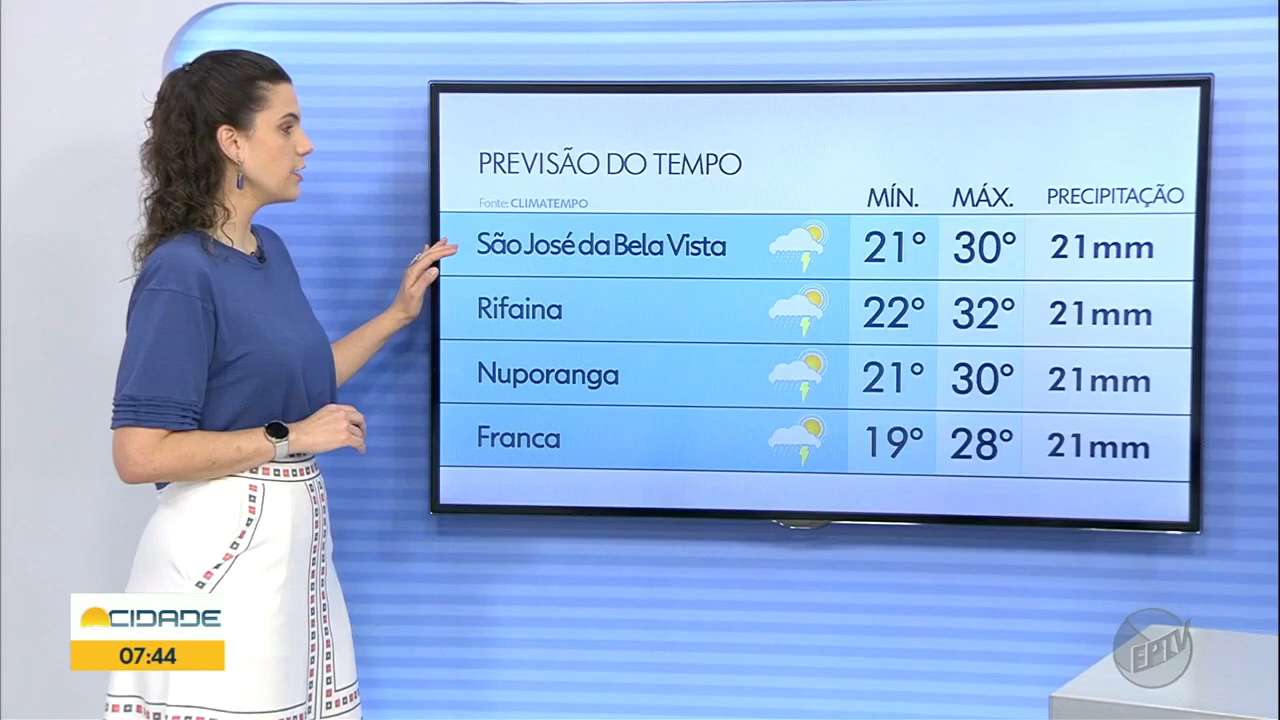 PREVISÃO DO TEMPO
Fonte: CLIMATEMPO
MÍN. MÁX. PRECIPITAÇÃO
São José da Bela Vista 21° 30° 21mm
Rifaina 22° 32° 21mm
Nuporanga 21° 30° 21mm
Franca 19° 28° 21mm
CIDADE
07:44
EPTV